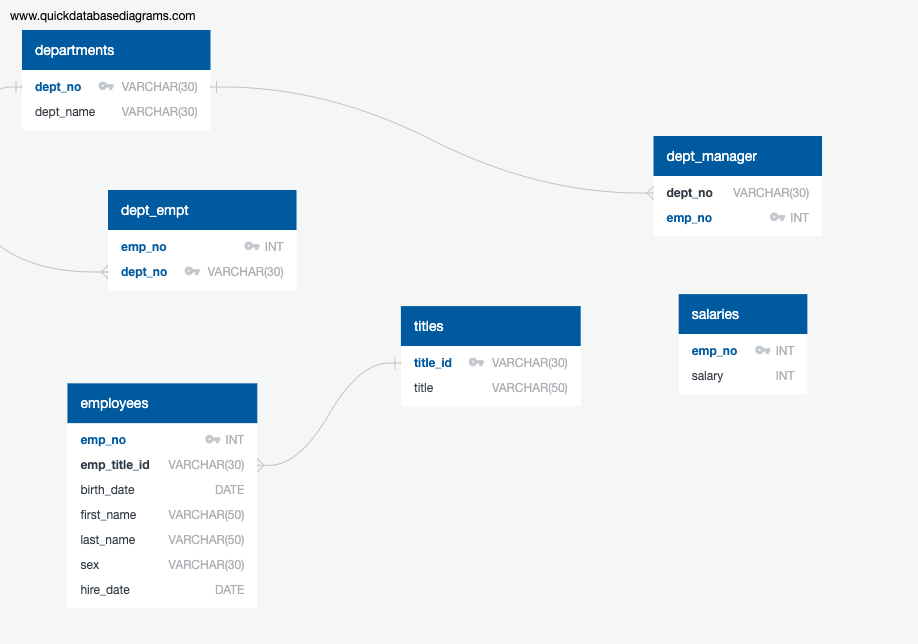 www.quickdatabasediagrams.com
departments
dept_no VARCHAR(30)
dept_name VARCHAR(30)
dept_manager
dept_no VARCHAR(30)
emp_no INT
dept_empt
emp_no INT
dept_no VARCHAR(30)
titles
title_id VARCHAR(30)
title VARCHAR(50)
salaries
emp_no INT
salary INT
employees
emp_no INT
emp_title_id VARCHAR(30)
birth_date DATE
first_name VARCHAR(50)
last_name VARCHAR(50)
sex VARCHAR(30)
hire_date DATE